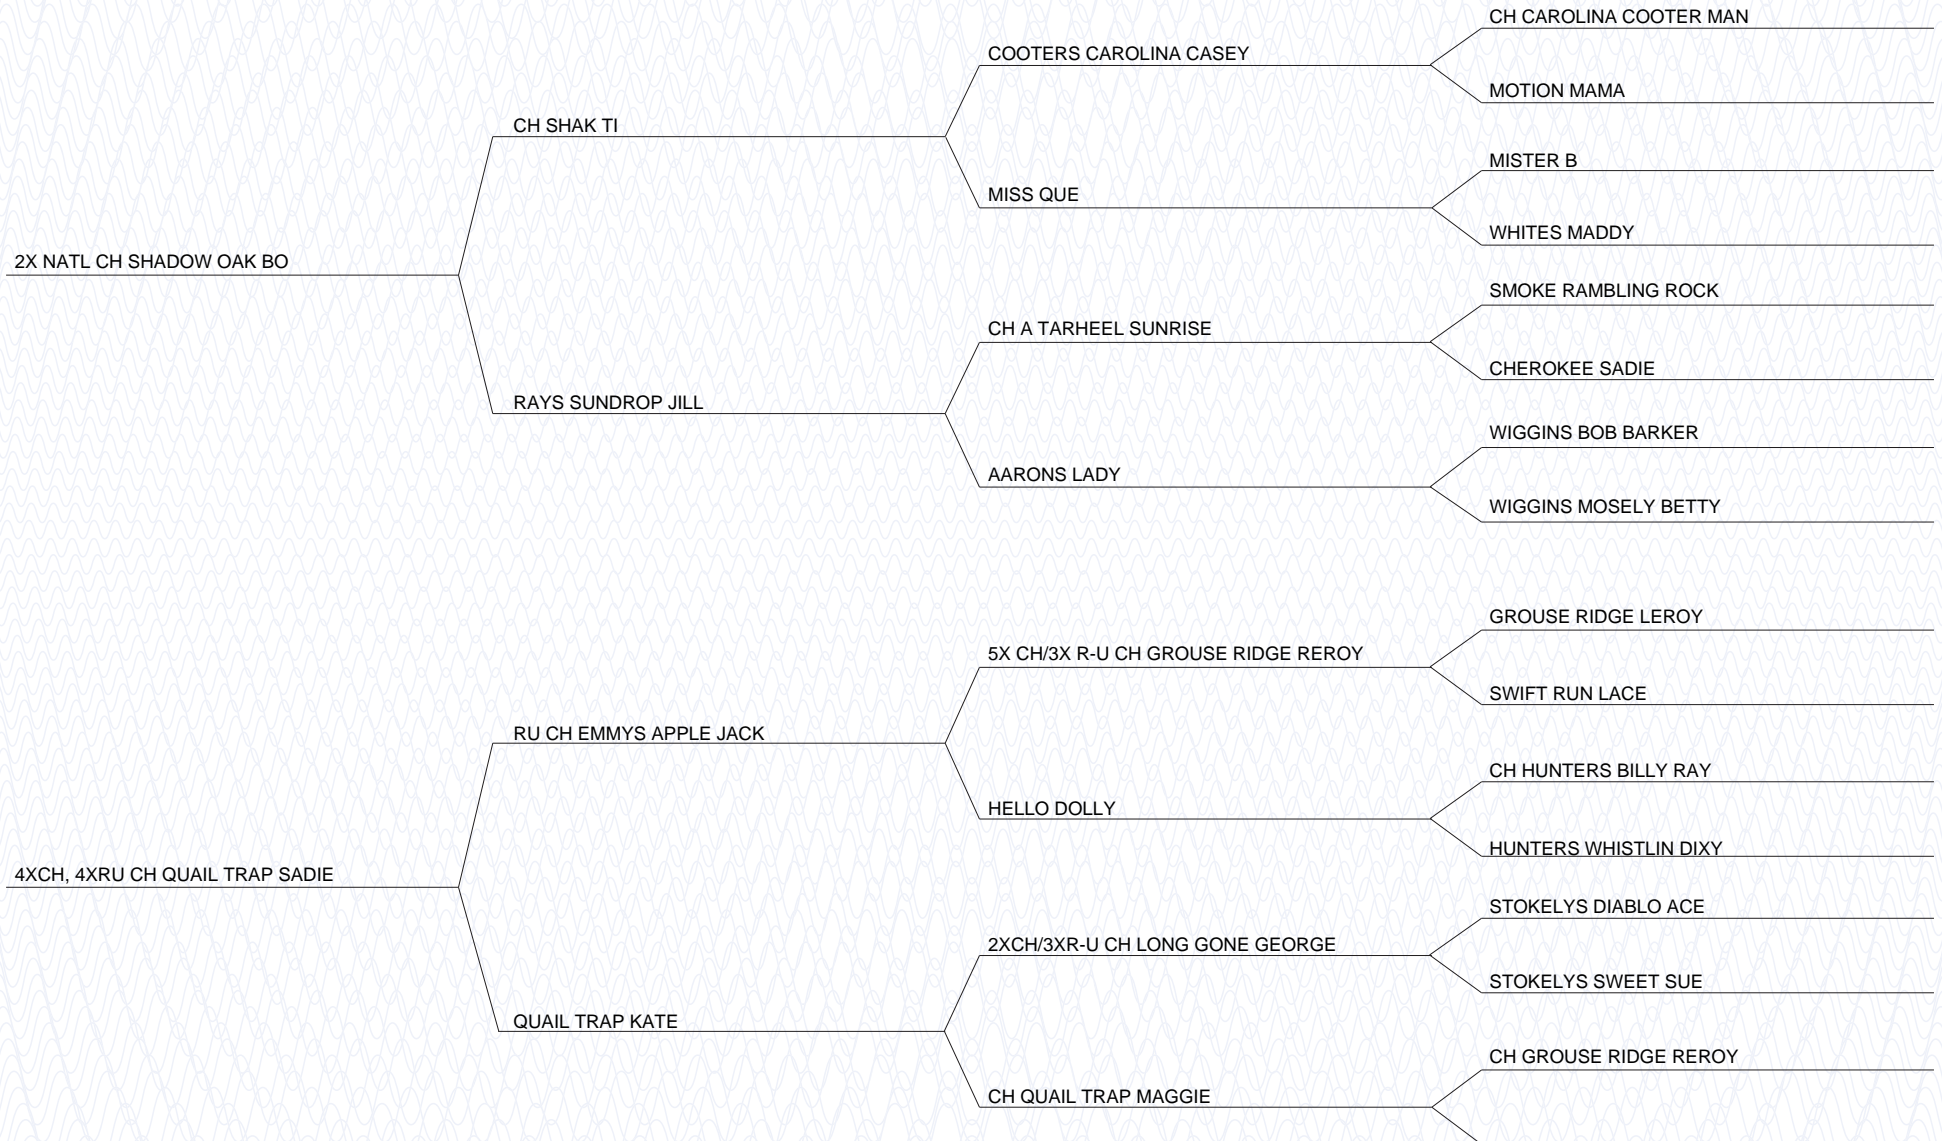 CH CAROLINA COOTER MAN
COOTERS CAROLINA CASEY
MOTION MAMA
CH SHAK TI
MISTER B
MISS QUE
WHITES MADDY
2X NATL CH SHADOW OAK BO
SMOKE RAMBLING ROCK
CH A TARHEEL SUNRISE
CHEROKEE SADIE
RAYS SUNDROP JILL
WIGGINS BOB BARKER
AARONS LADY
WIGGINS MOSELY BETTY
GROUSE RIDGE LEROY
5X CH/3X R-U CH GROUSE RIDGE REROY
SWIFT RUN LACE
RU CH EMMYS APPLE JACK
CH HUNTERS BILLY RAY
HELLO DOLLY
HUNTERS WHISTLIN DIXY
4XCH, 4XRU CH QUAIL TRAP SADIE
STOKELYS DIABLO ACE
2XCH/3XR-U CH LONG GONE GEORGE
STOKELYS SWEET SUE
QUAIL TRAP KATE
CH GROUSE RIDGE REROY
CH QUAIL TRAP MAGGIE